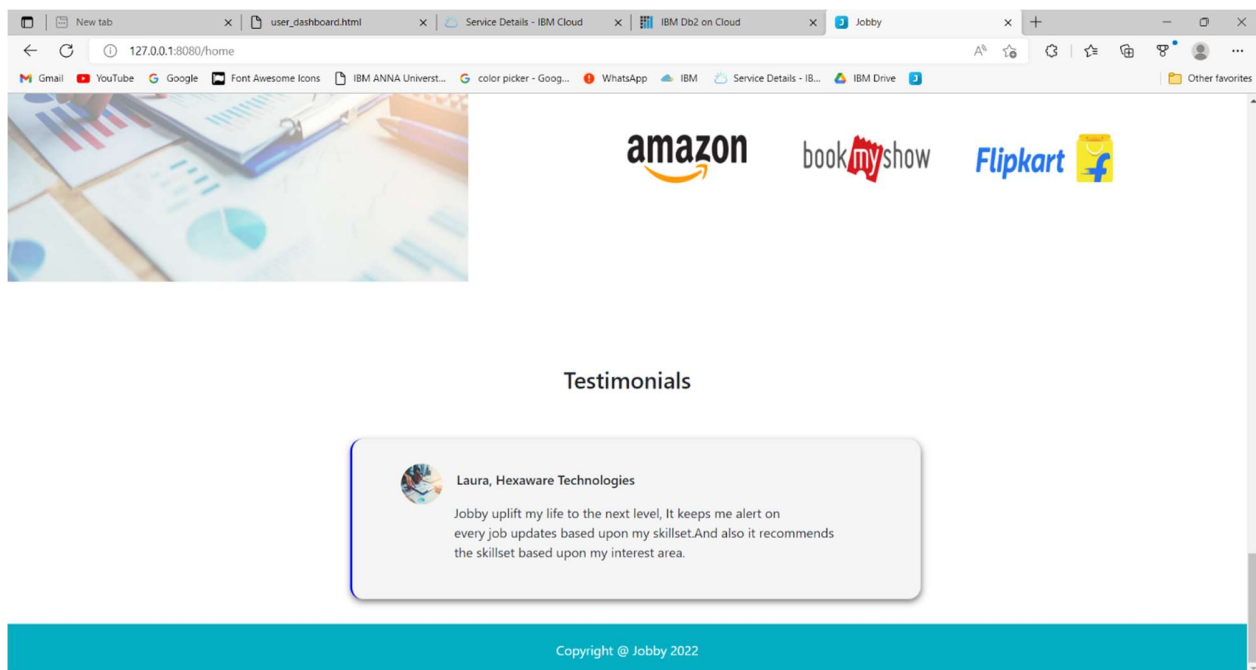 New tab
user_dashboard.html
Service Details - IBM Cloud
IBM Db2 on Cloud
Jobby
127.0.0.1:8080/home
Gmail
YouTube
Google
Font Awesome Icons
IBM ANNA Universt...
color picker - Goog...
WhatsApp
IBM
Service Details - IB...
IBM Drive
Other favorites
amazon
bookmyshow
Flipkart
Testimonials
Laura, Hexaware Technologies
Jobby uplift my life to the next level, It keeps me alert on
every job updates based upon my skillset.And also it recommends
the skillset based upon my interest area.
Copyright @ Jobby 2022